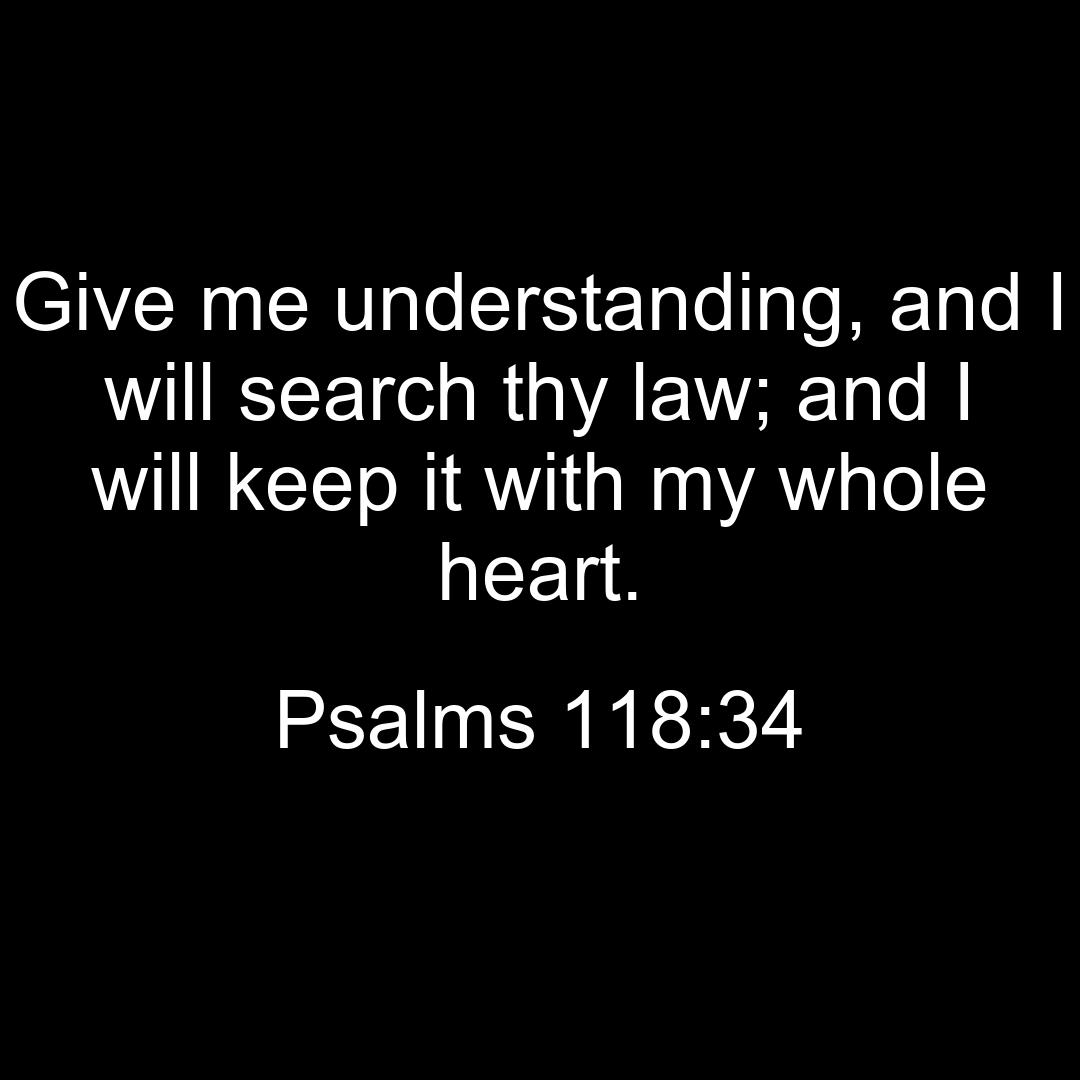 Give me understanding, and I
will search thy law; and I
will keep it with my whole
heart.
Psalms 118:34